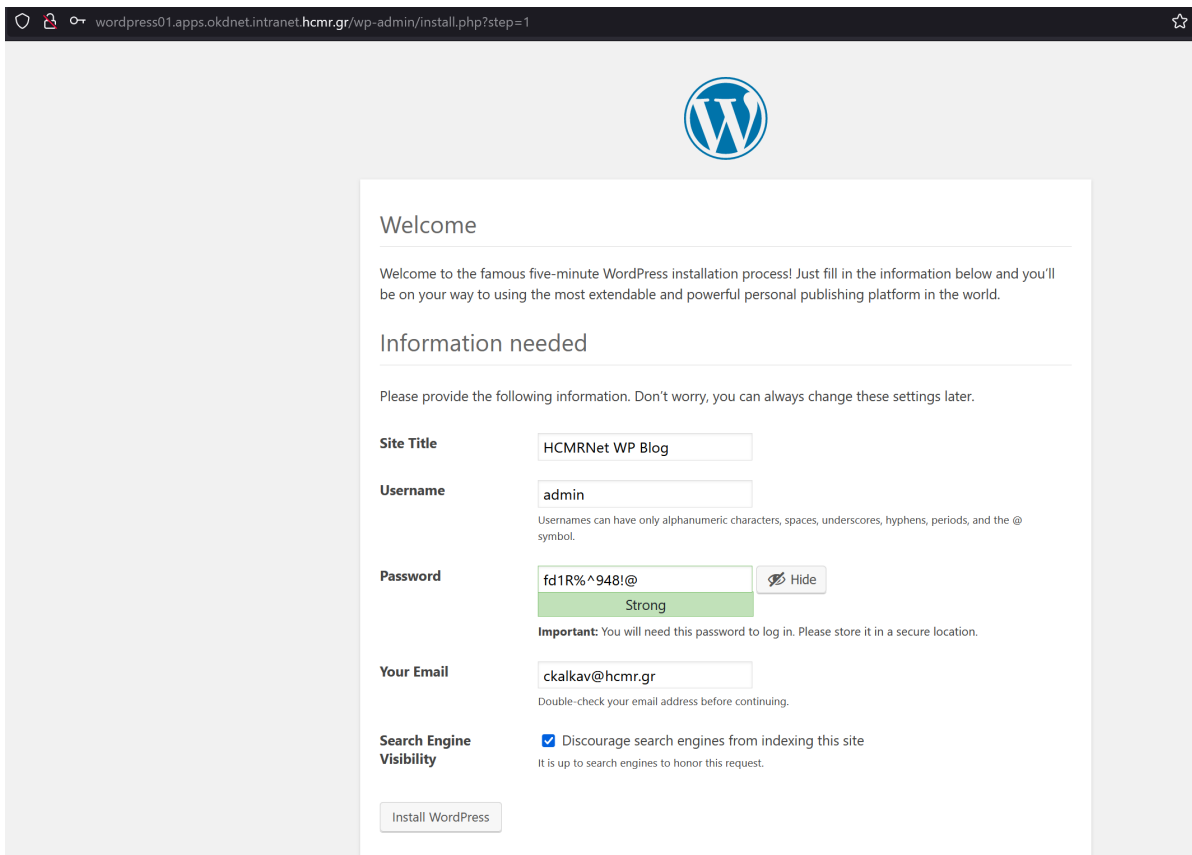 wordpress01.apps.okdnet.intranet.hcmr.gr/wp-admin/install.php?step=1
Welcome
Welcome to the famous five-minute WordPress installation process! Just fill in the information below and you’ll
be on your way to using the most extendable and powerful personal publishing platform in the world.
Information needed
Please provide the following information. Don’t worry, you can always change these settings later.
Site Title
HCMRNet WP Blog
Username
admin
Usernames can have only alphanumeric characters, spaces, underscores, hyphens, periods, and the @
symbol.
Password
fd1R%^948!@
Hide
Strong
Important: You will need this password to log in. Please store it in a secure location.
Your Email
ckalkav@hcmr.gr
Double-check your email address before continuing.
Search Engine
Visibility
Discourage search engines from indexing this site
It is up to search engines to honor this request.
Install WordPress